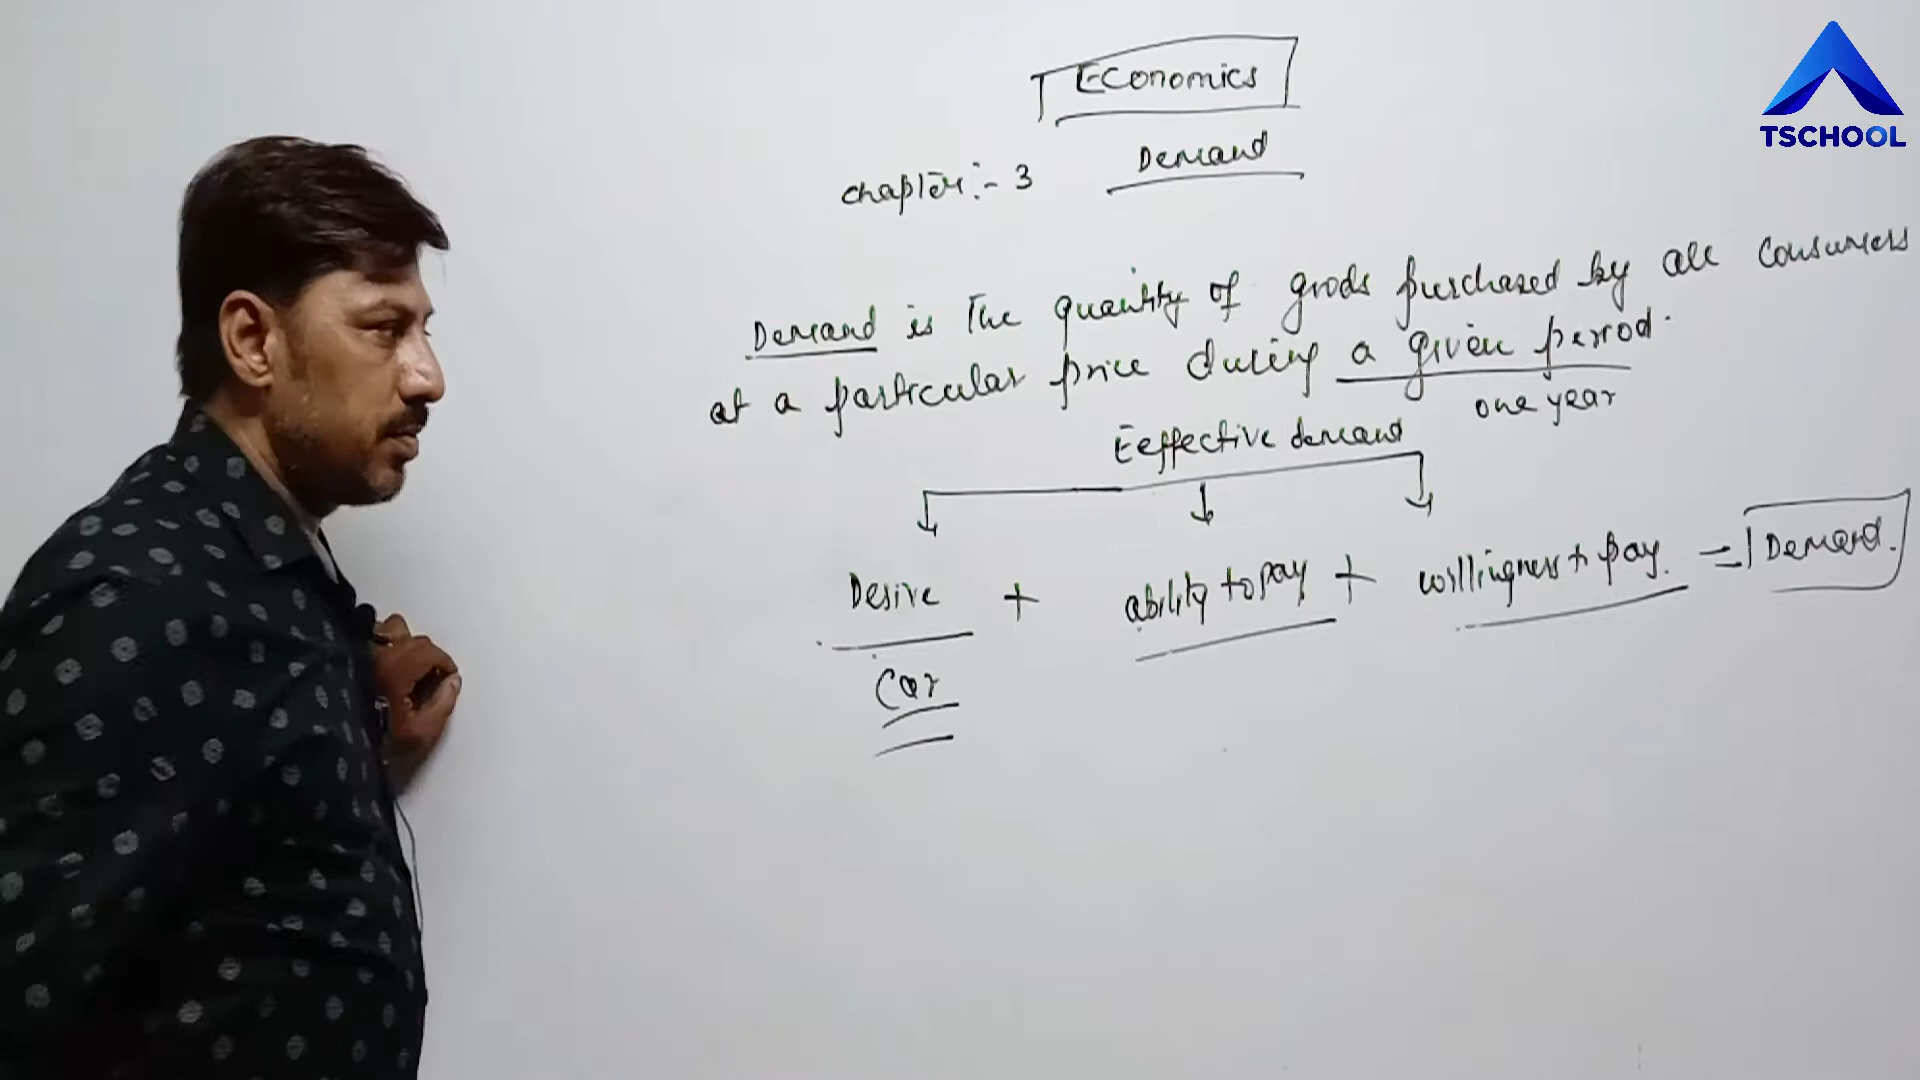 Economics
TSCHOOL
chapter:- 3 Demand
Demand is The quantity of goods purchased by all consumers
at a particular price during a given period.
one year
Eeffective demand
Desire + ability to pay + willingness to pay. = Demand.
Car